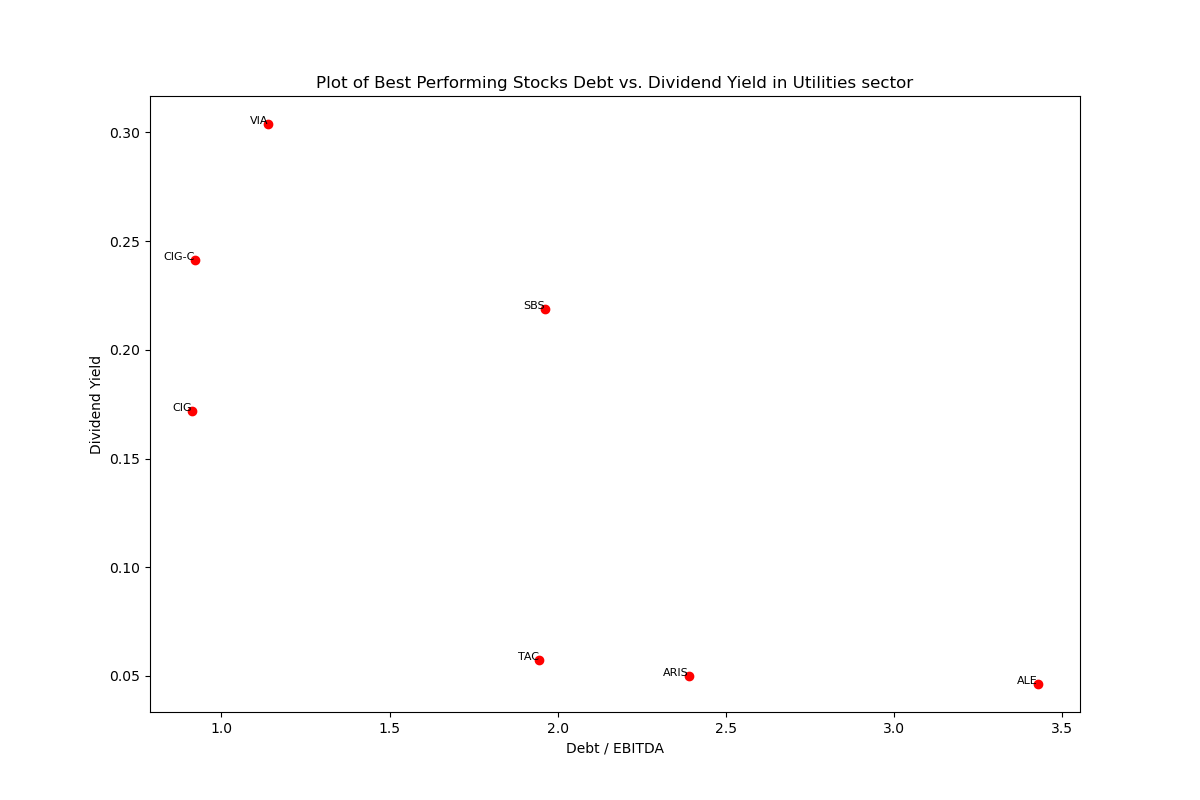 Plot of Best Performing Stocks Debt vs. Dividend Yield in Utilities sector
0.30
0.25
0.20
0.15
0.10
0.05
Dividend Yield
VIA
CIG-C
SBS
CIG
TAC
ARIS
ALE
1.0
1.5
2.0
2.5
3.0
3.5
Debt / EBITDA